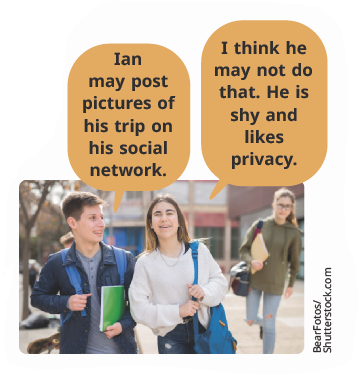 Ian
may post
pictures of
his trip on
his social
network.
I think he
may not do
that. He is
shy and
likes
privacy.
BearFotos/
Shutterstock.com